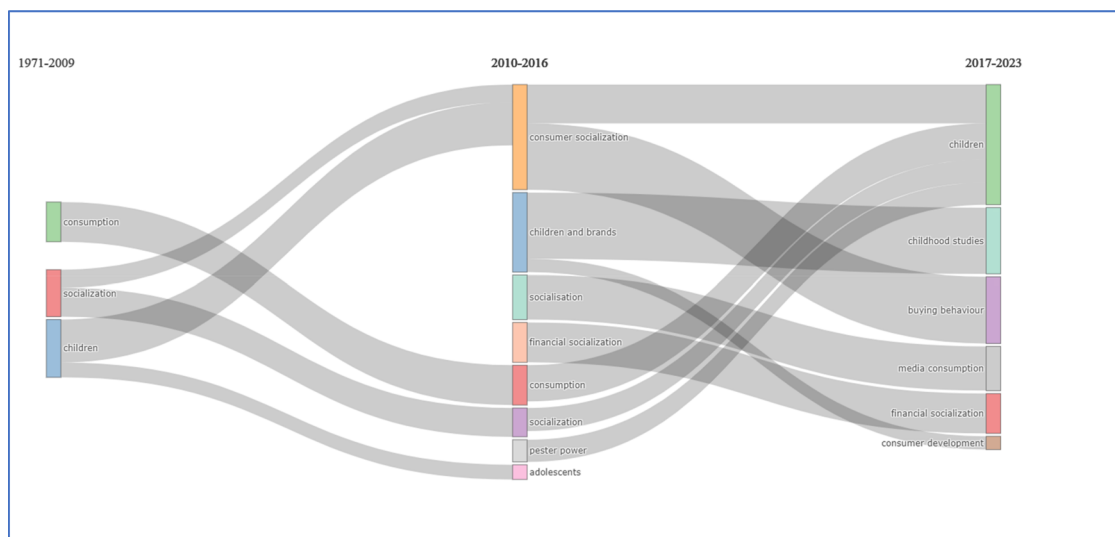 1971-2009
consumption
socialization
children
2010-2016
consumer socialization
children and brands
socialisation
financial socialization
consumption
socialization
pester power
adolescents
2017-2023
children
childhood studies
buying behaviour
media consumption
financial socialization
consumer development